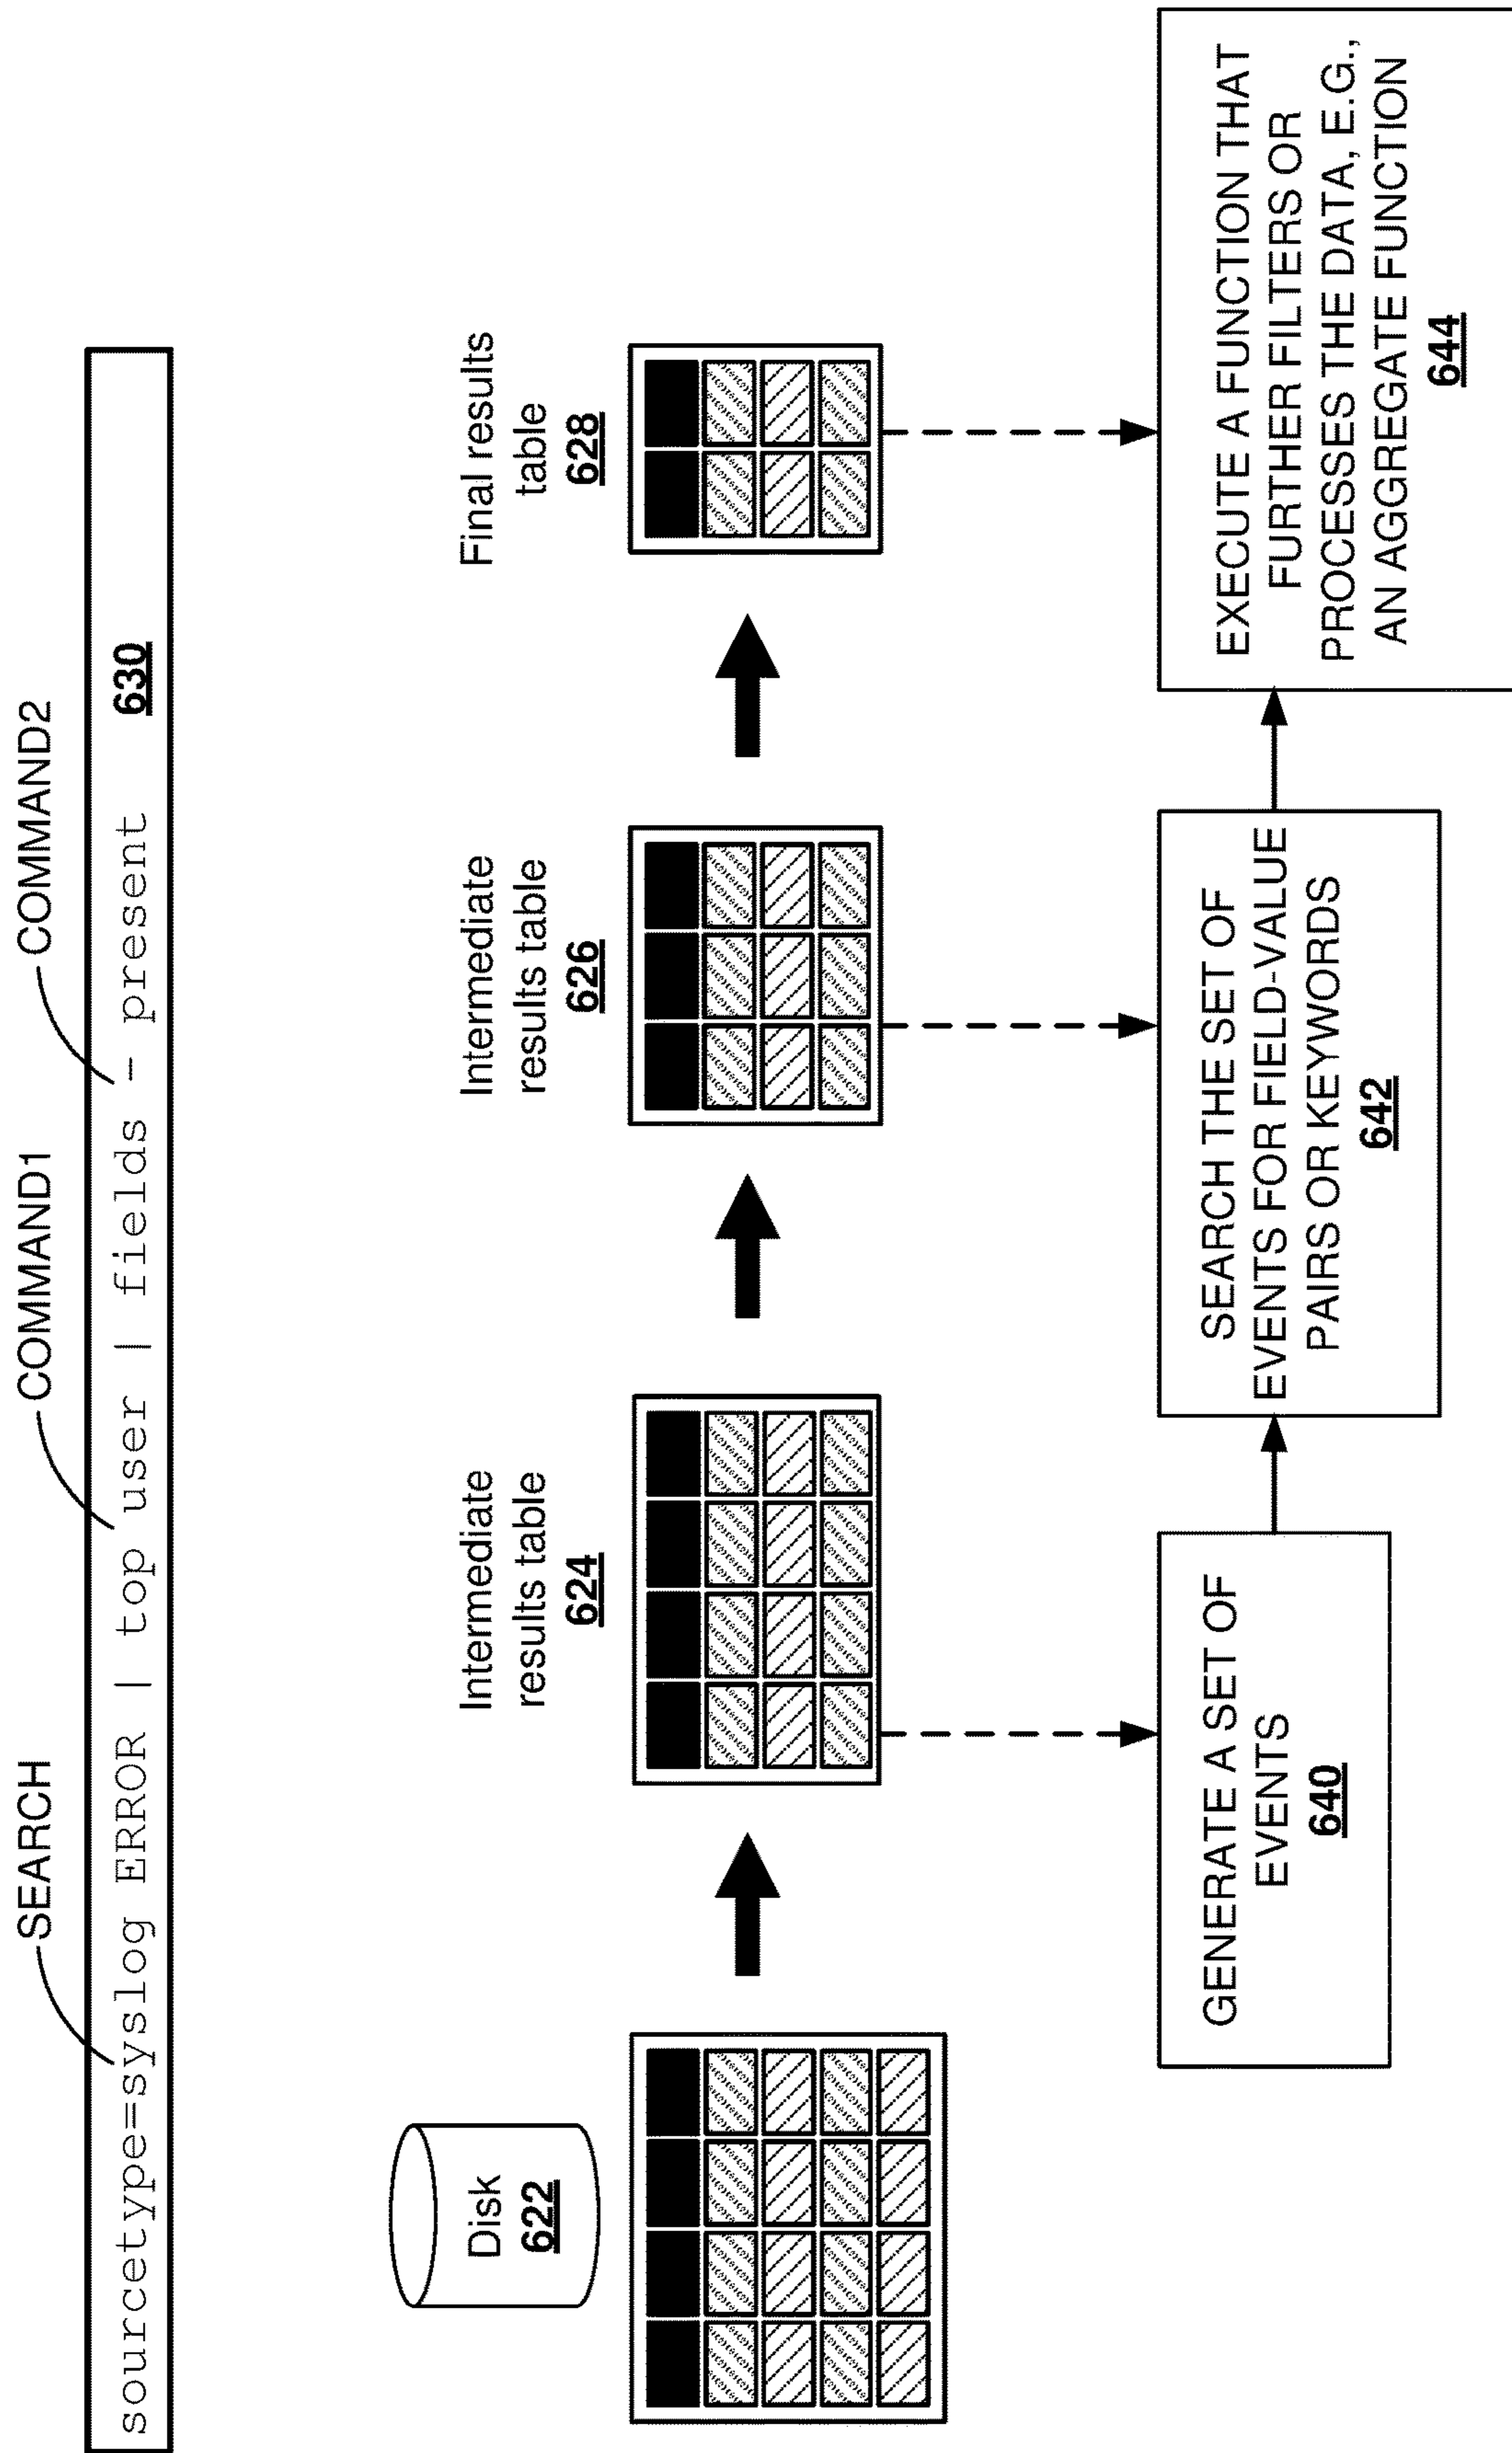 SEARCH
COMMAND1
COMMAND2
sourcetype=syslog ERROR | top user | fields – present 630
Disk
622
Intermediate
results table
624
Intermediate
results table
626
Final results
table
628
GENERATE A SET OF
EVENTS
640
SEARCH THE SET OF
EVENTS FOR FIELD-VALUE
PAIRS OR KEYWORDS
642
EXECUTE A FUNCTION THAT
FURTHER FILTERS OR
PROCESSES THE DATA, E.G.,
AN AGGREGATE FUNCTION
644